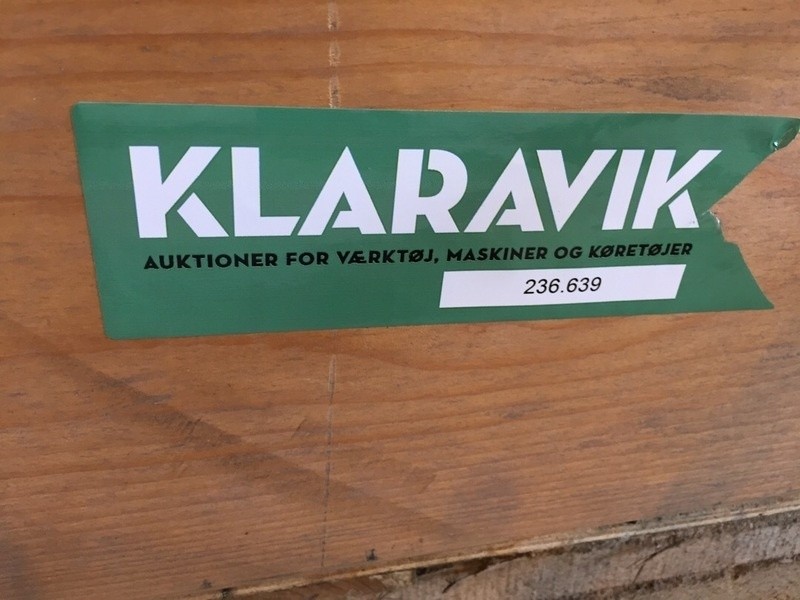 KLARAVIK
AUKTIONER FOR VÆRKTØJ, MASKINER OG KØRETØJER
236.639